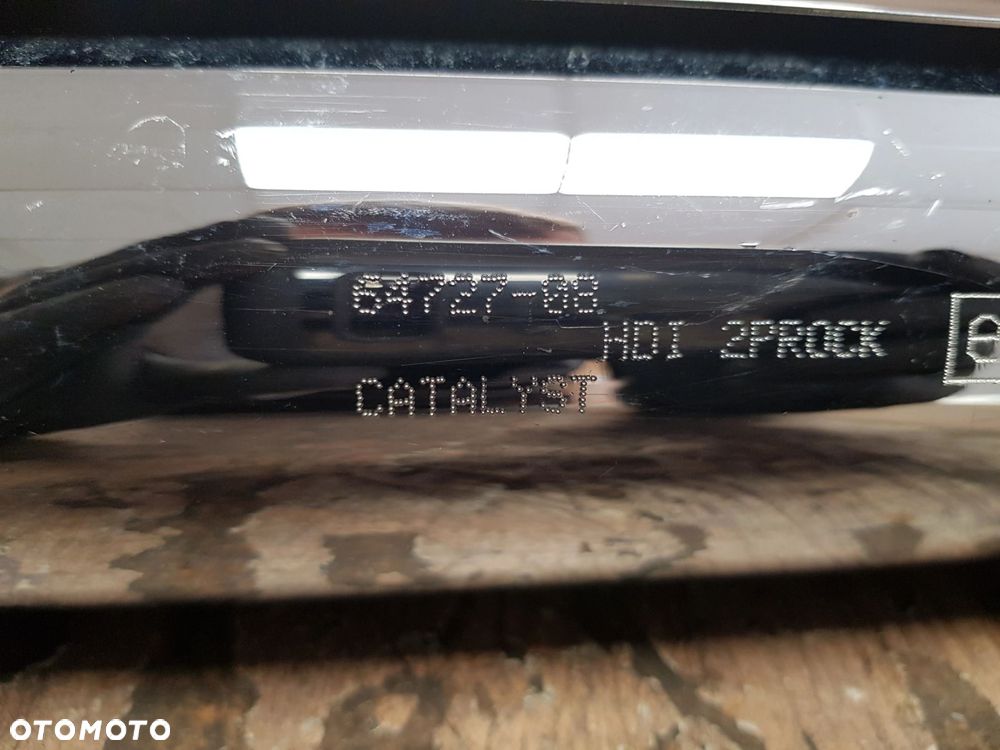 64727-08
HDI 2PROCK
CATALYST
OTOMOTO